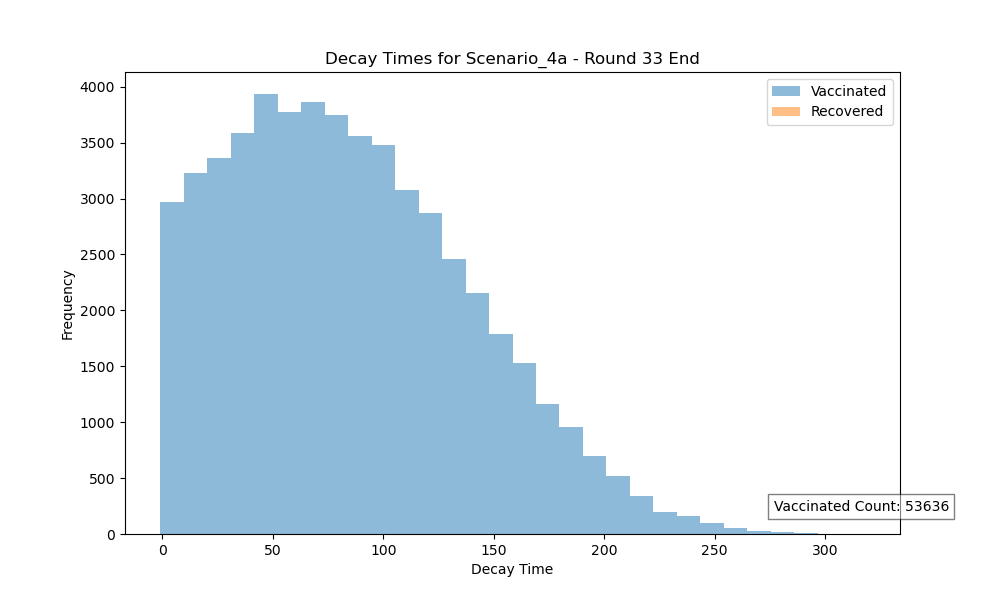 Decay Times for Scenario_4a - Round 33 End
Vaccinated
Recovered
Frequency
4000
3500
3000
2500
2000
1500
1000
500
0
Vaccinated Count: 53636
0
50
100
150
200
250
300
Decay Time